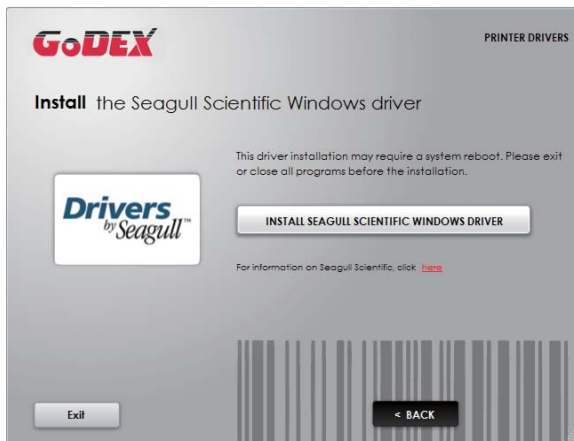 GoDEX
PRINTER DRIVERS
Install the Seagull Scientific Windows driver
This driver installation may require a system reboot. Please exit
or close all programs before the installation.
Drivers
by Seagull™
INSTALL SEAGULL SCIENTIFIC WINDOWS DRIVER
For information on Seagull Scientific, click here
Exit
< BACK